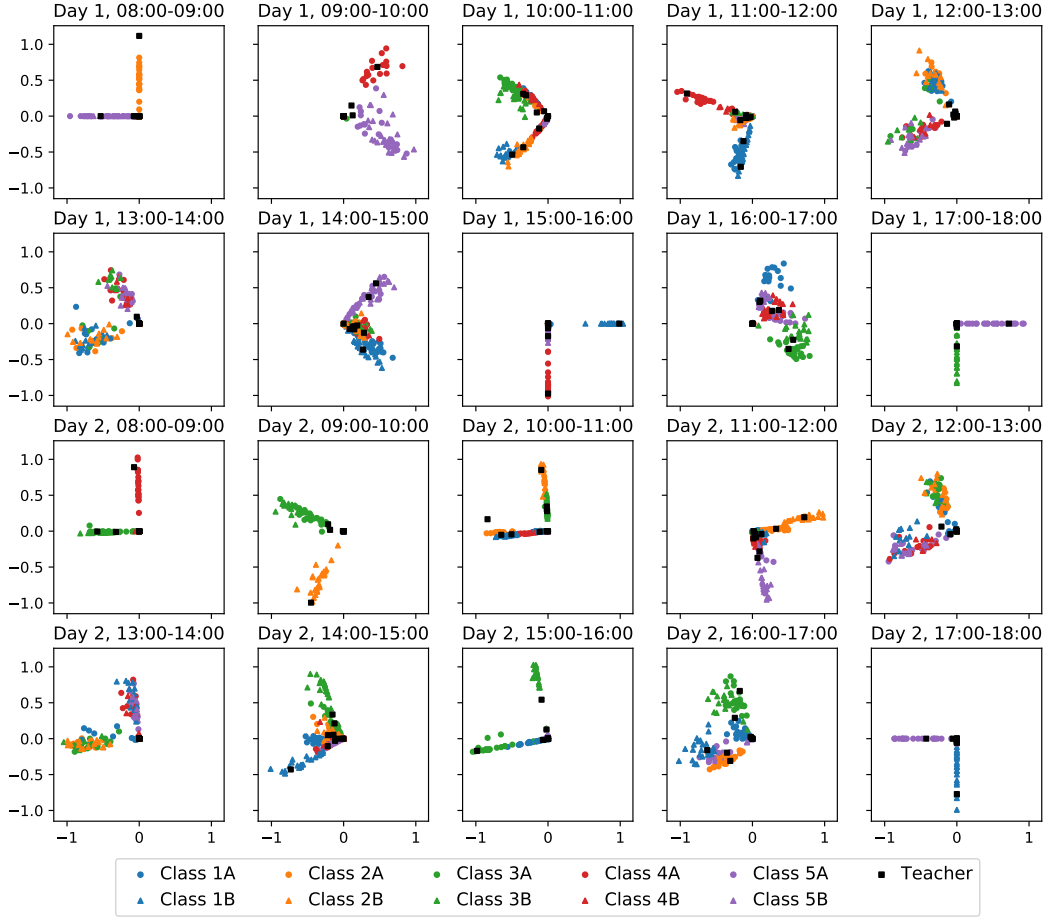 Day 1, 08:00-09:00 Day 1, 09:00-10:00 Day 1, 10:00-11:00 Day 1, 11:00-12:00 Day 1, 12:00-13:00
1.0
0.5
0.0
−0.5
−1.0
Day 1, 13:00-14:00 Day 1, 14:00-15:00 Day 1, 15:00-16:00 Day 1, 16:00-17:00 Day 1, 17:00-18:00
1.0
0.5
0.0
−0.5
−1.0
Day 2, 08:00-09:00 Day 2, 09:00-10:00 Day 2, 10:00-11:00 Day 2, 11:00-12:00 Day 2, 12:00-13:00
1.0
0.5
0.0
−0.5
−1.0
Day 2, 13:00-14:00 Day 2, 14:00-15:00 Day 2, 15:00-16:00 Day 2, 16:00-17:00 Day 2, 17:00-18:00
1.0
0.5
0.0
−0.5
−1.0
−1 0 1 −1 0 1 −1 0 1 −1 0 1 −1 0 1
Class 1A Class 2A Class 3A Class 4A Class 5A Teacher
Class 1B Class 2B Class 3B Class 4B Class 5B